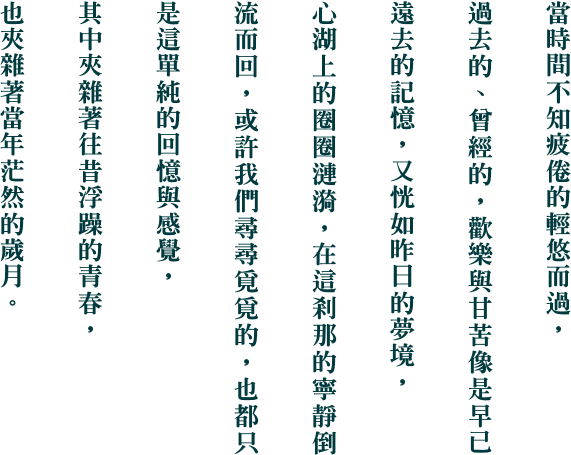 當時間不知疲倦的輕悠而過，
過去的、曾經的，歡樂與甘苦像是早已
遠去的記憶，又恍如昨日的夢境，
心湖上的圈圈漣漪，在這剎那的寧靜倒
流而回，或許我們尋尋覓覓的，也都只
是這單純的回憶與感覺，
其中夾雜著往昔浮躁的青春，
也夾雜著當年茫然的歲月。